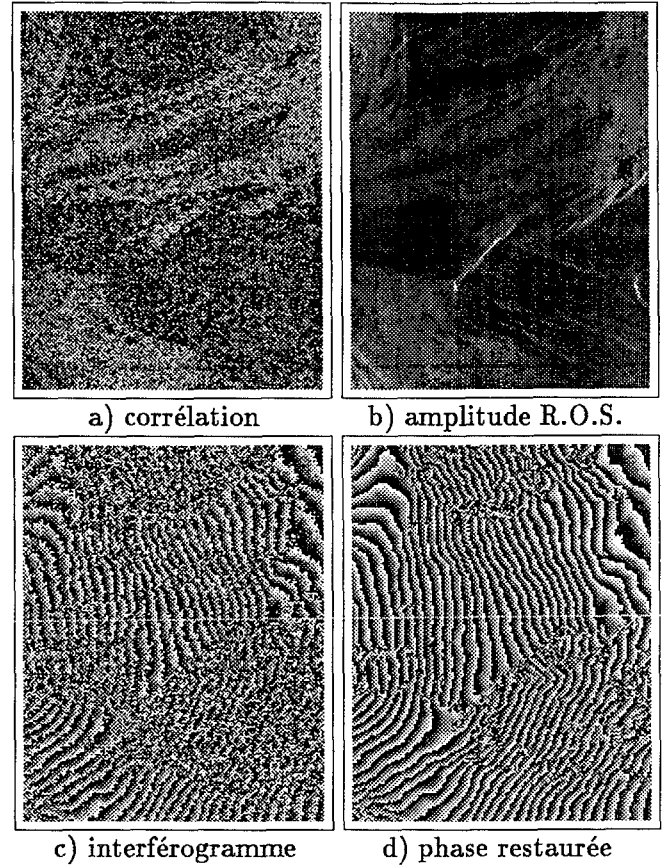 a) corrélation
b) amplitude R.O.S.
c) interférogramme
d) phase restaurée